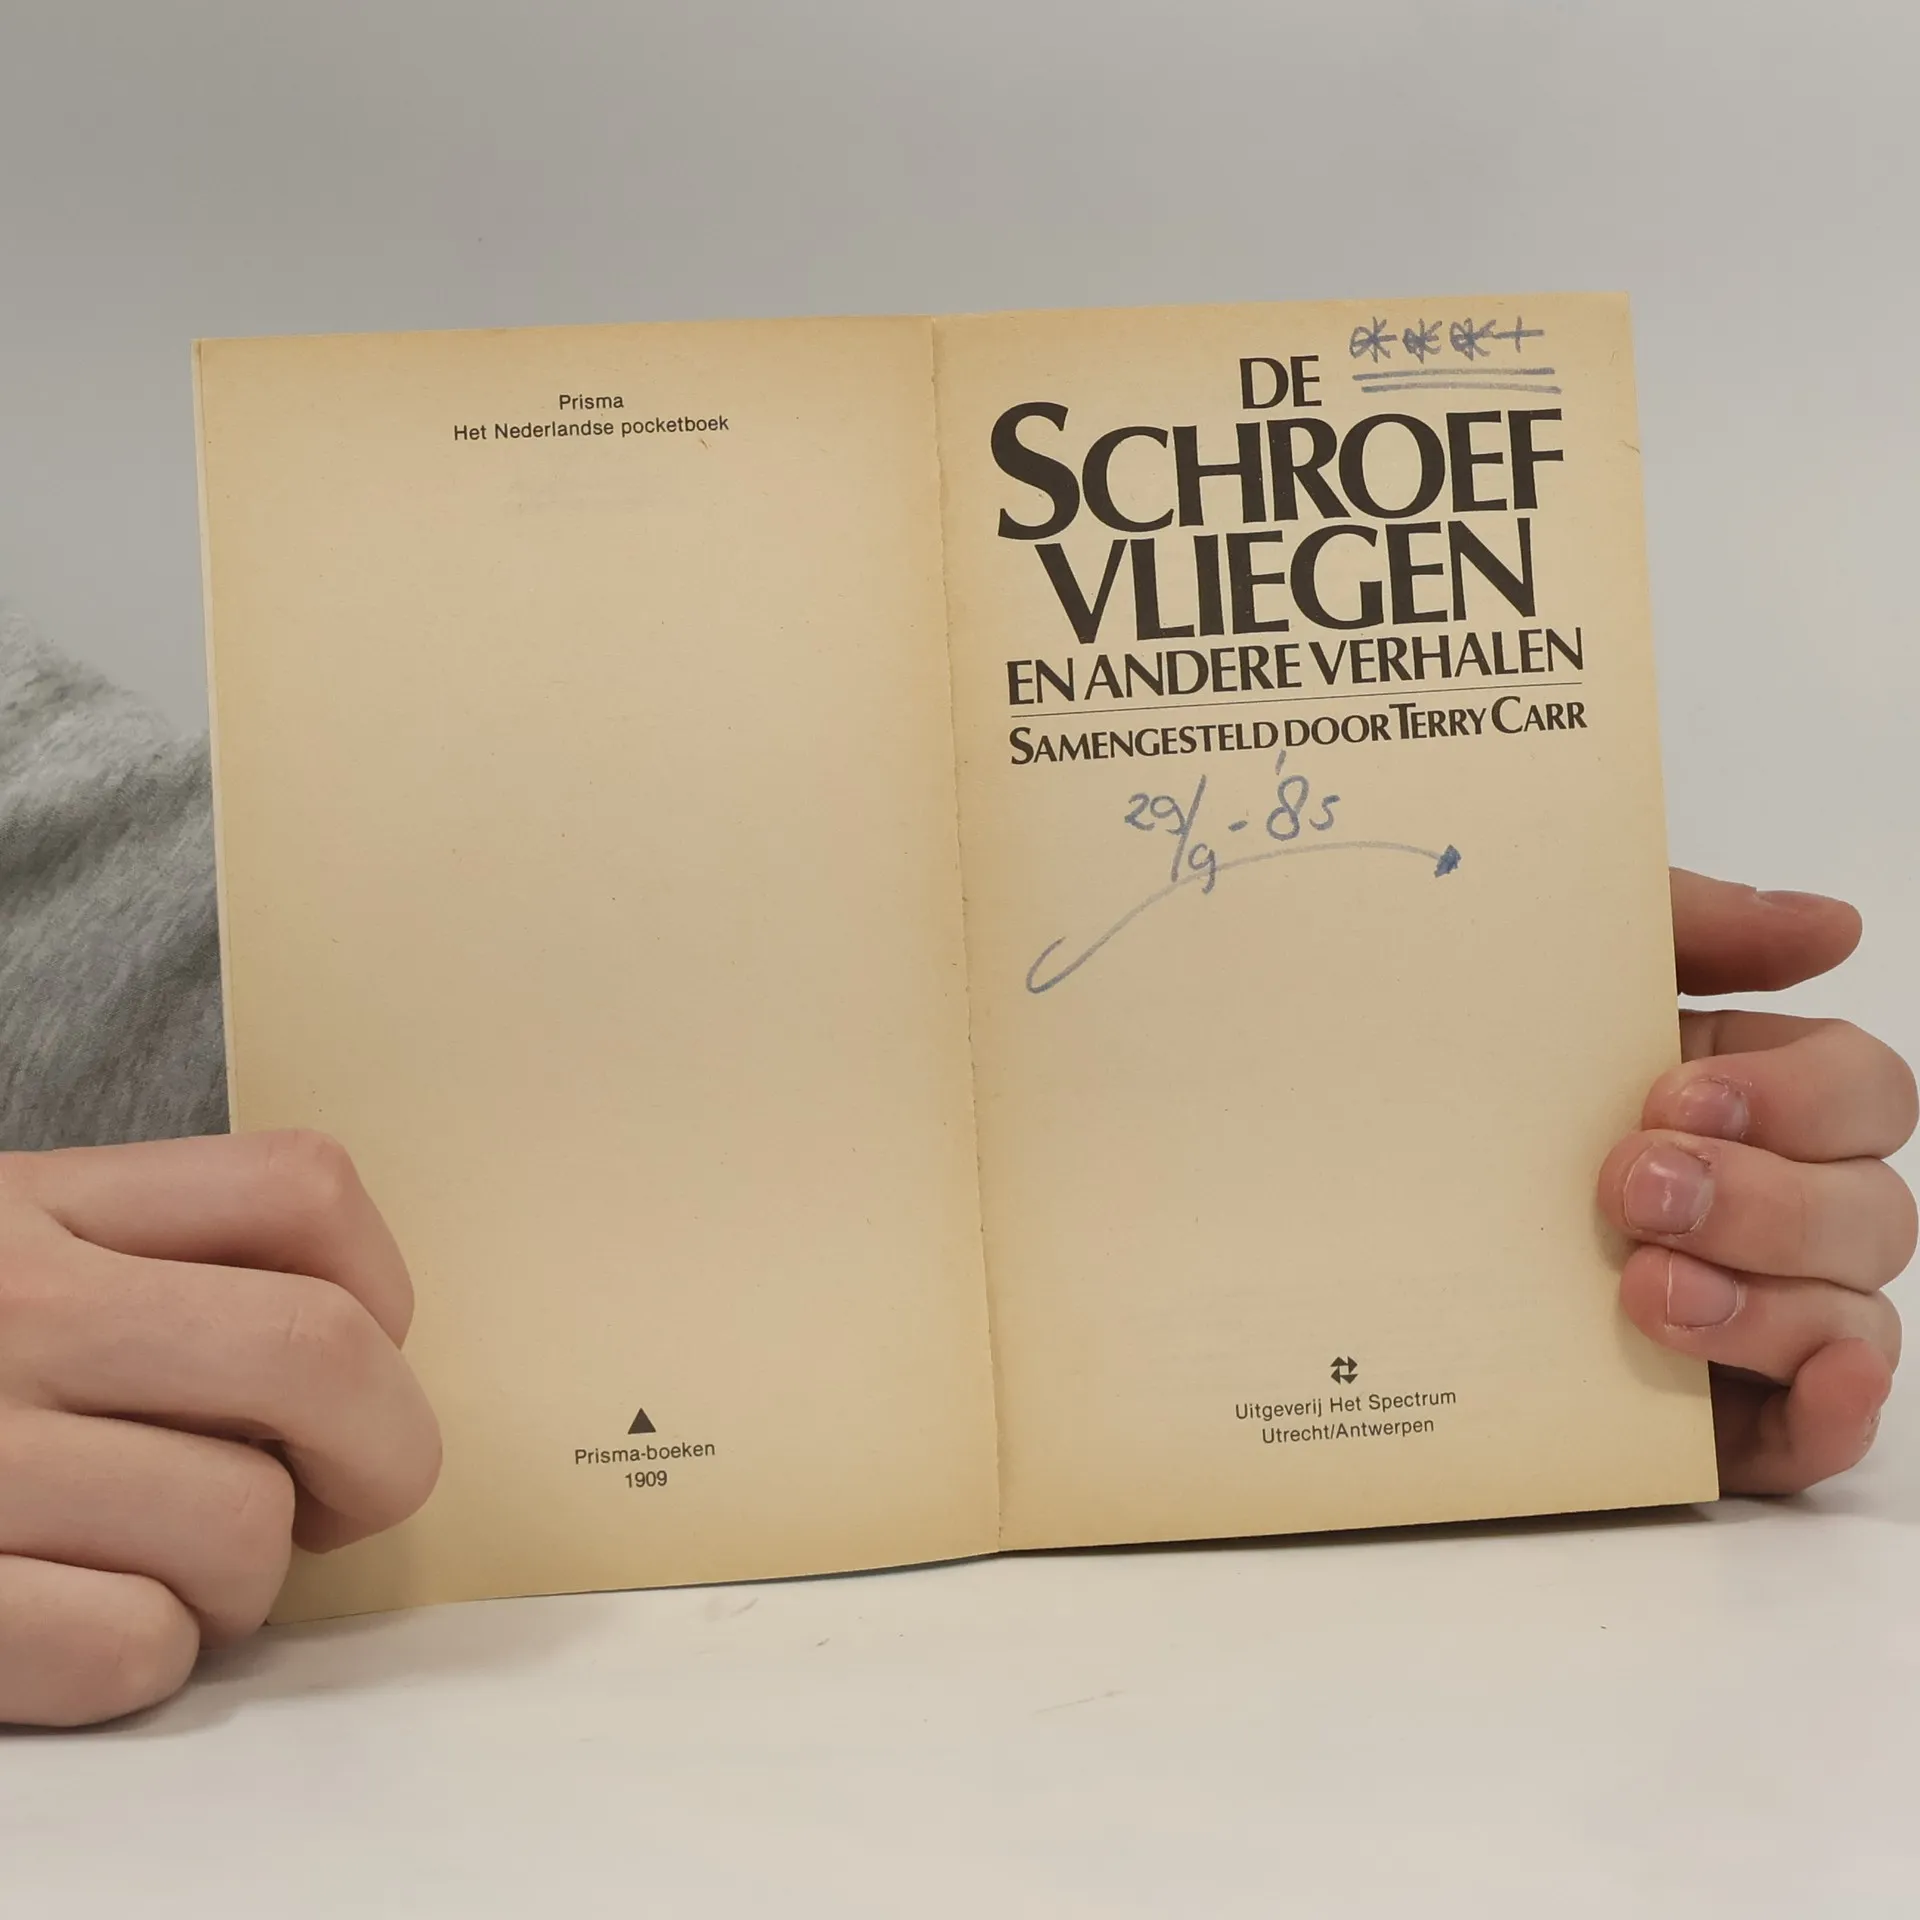 Prisma
Het Nederlandse pocketboek
Prisma-boeken
1909
***+
DE
SCHROEF
VLIEGEN
EN ANDERE VERHALEN
SAMENGESTELD DOOR TERRY CARR
29/9 - '85
Uitgeverij Het Spectrum
Utrecht/Antwerpen